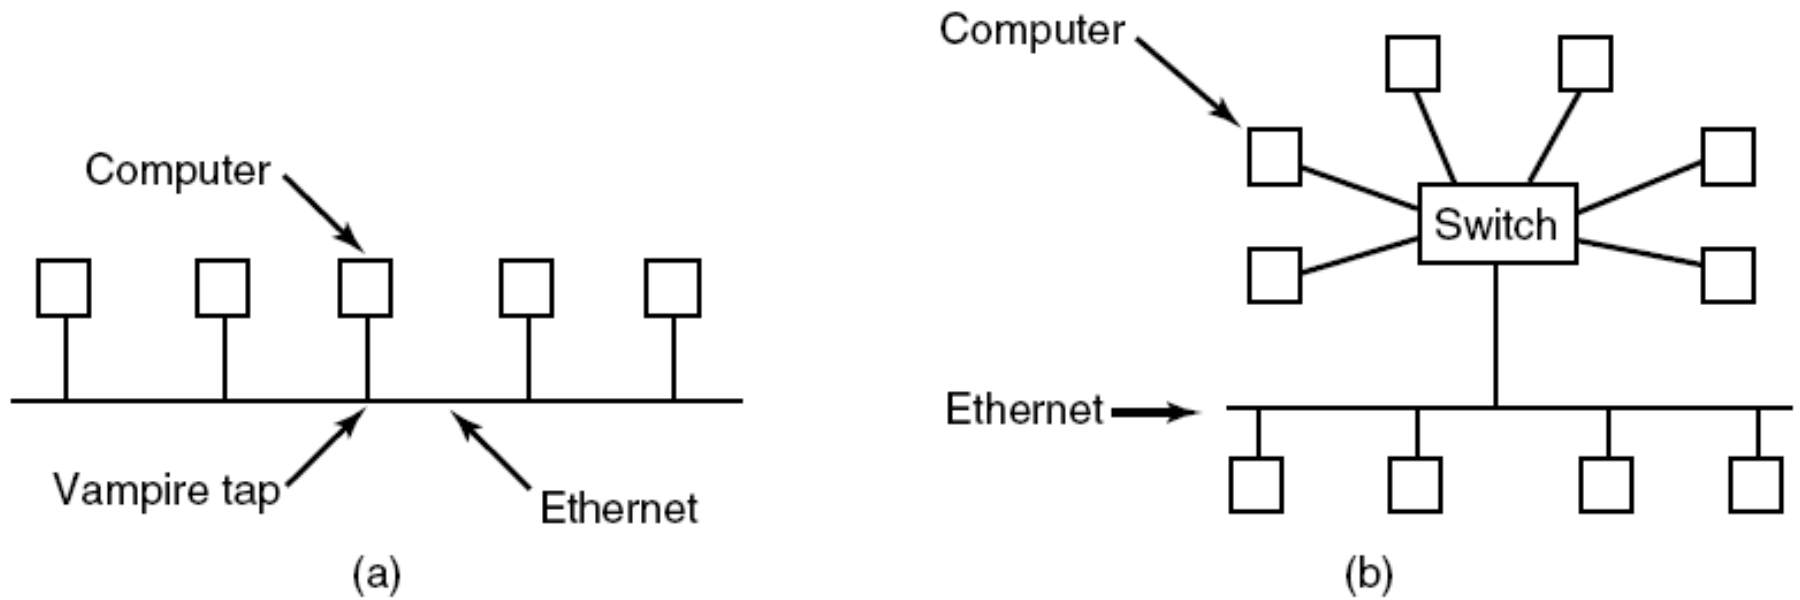 Computer
Vampire tap
Ethernet
(a)
Computer
Switch
Ethernet
(b)